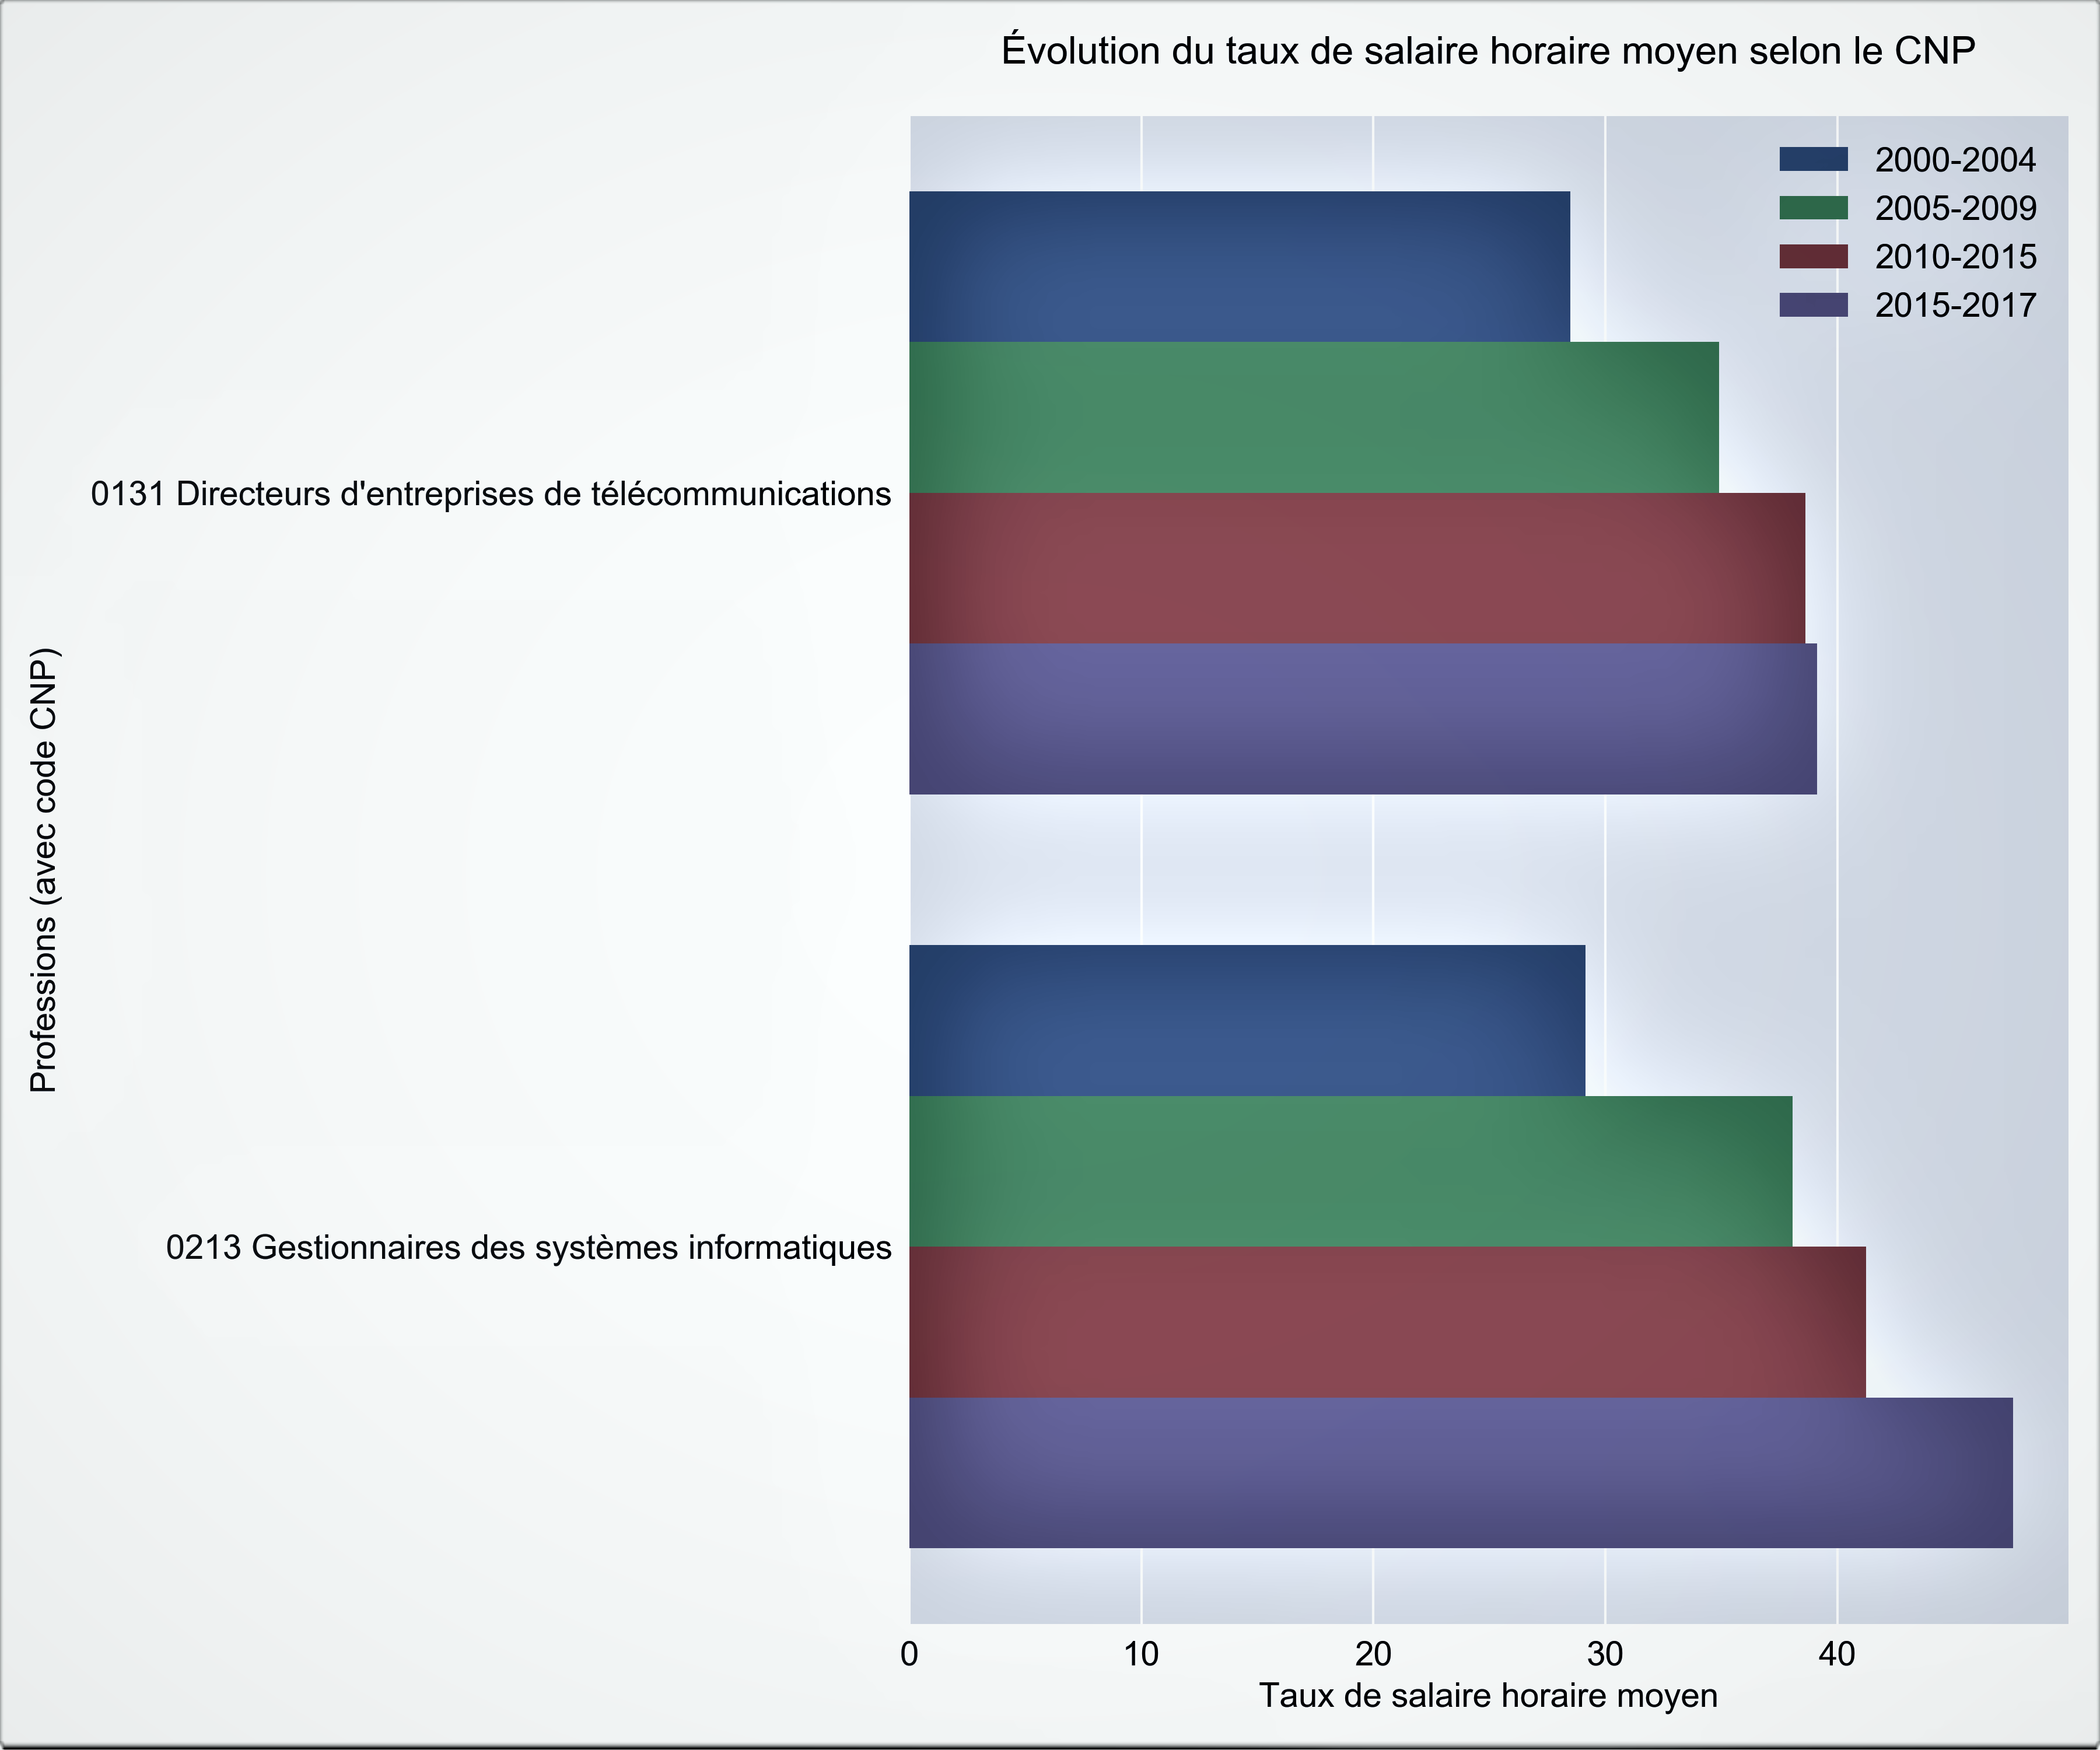 Évolution du taux de salaire horaire moyen selon le CNP
2000-2004
2005-2009
2010-2015
2015-2017
Professions (avec code CNP)
0131 Directeurs d'entreprises de télécommunications
0213 Gestionnaires des systèmes informatiques
0 10 20 30 40
Taux de salaire horaire moyen